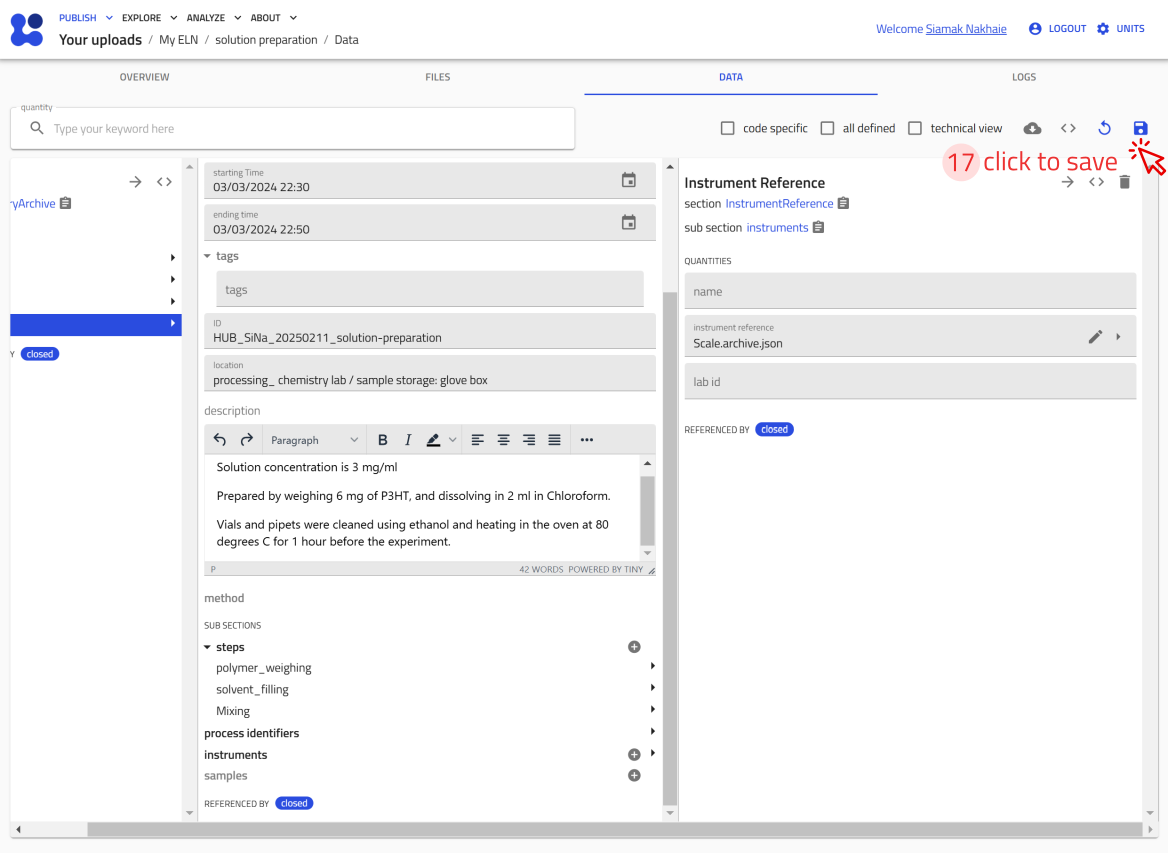 PUBLISH EXPLORE ANALYZE ABOUT
Your uploads / My ELN / solution preparation / Data
Welcome Siamak Nakhaie LOGOUT UNITS
OVERVIEW FILES DATA LOGS
quantity
Type your keyword here
code specific all defined technical view
17 click to save
yArchive
Y closed
starting Time
03/03/2024 22:30
ending time
03/03/2024 22:50
tags
tags
ID
HUB_SiNa_20250211_solution-preparation
location
processing_ chemistry lab / sample storage: glove box
description
Paragraph B I
Solution concentration is 3 mg/ml
Prepared by weighing 6 mg of P3HT, and dissolving in 2 ml in Chloroform.
Vials and pipets were cleaned using ethanol and heating in the oven at 80
degrees C for 1 hour before the experiment.
P 42 WORDS POWERED BY TINY
method
SUB SECTIONS
steps
polymer_weighing
solvent_filling
Mixing
process identifiers
instruments
samples
REFERENCED BY closed
Instrument Reference
section InstrumentReference
sub section instruments
QUANTITIES
name
instrument reference
Scale.archive.json
lab id
REFERENCED BY closed